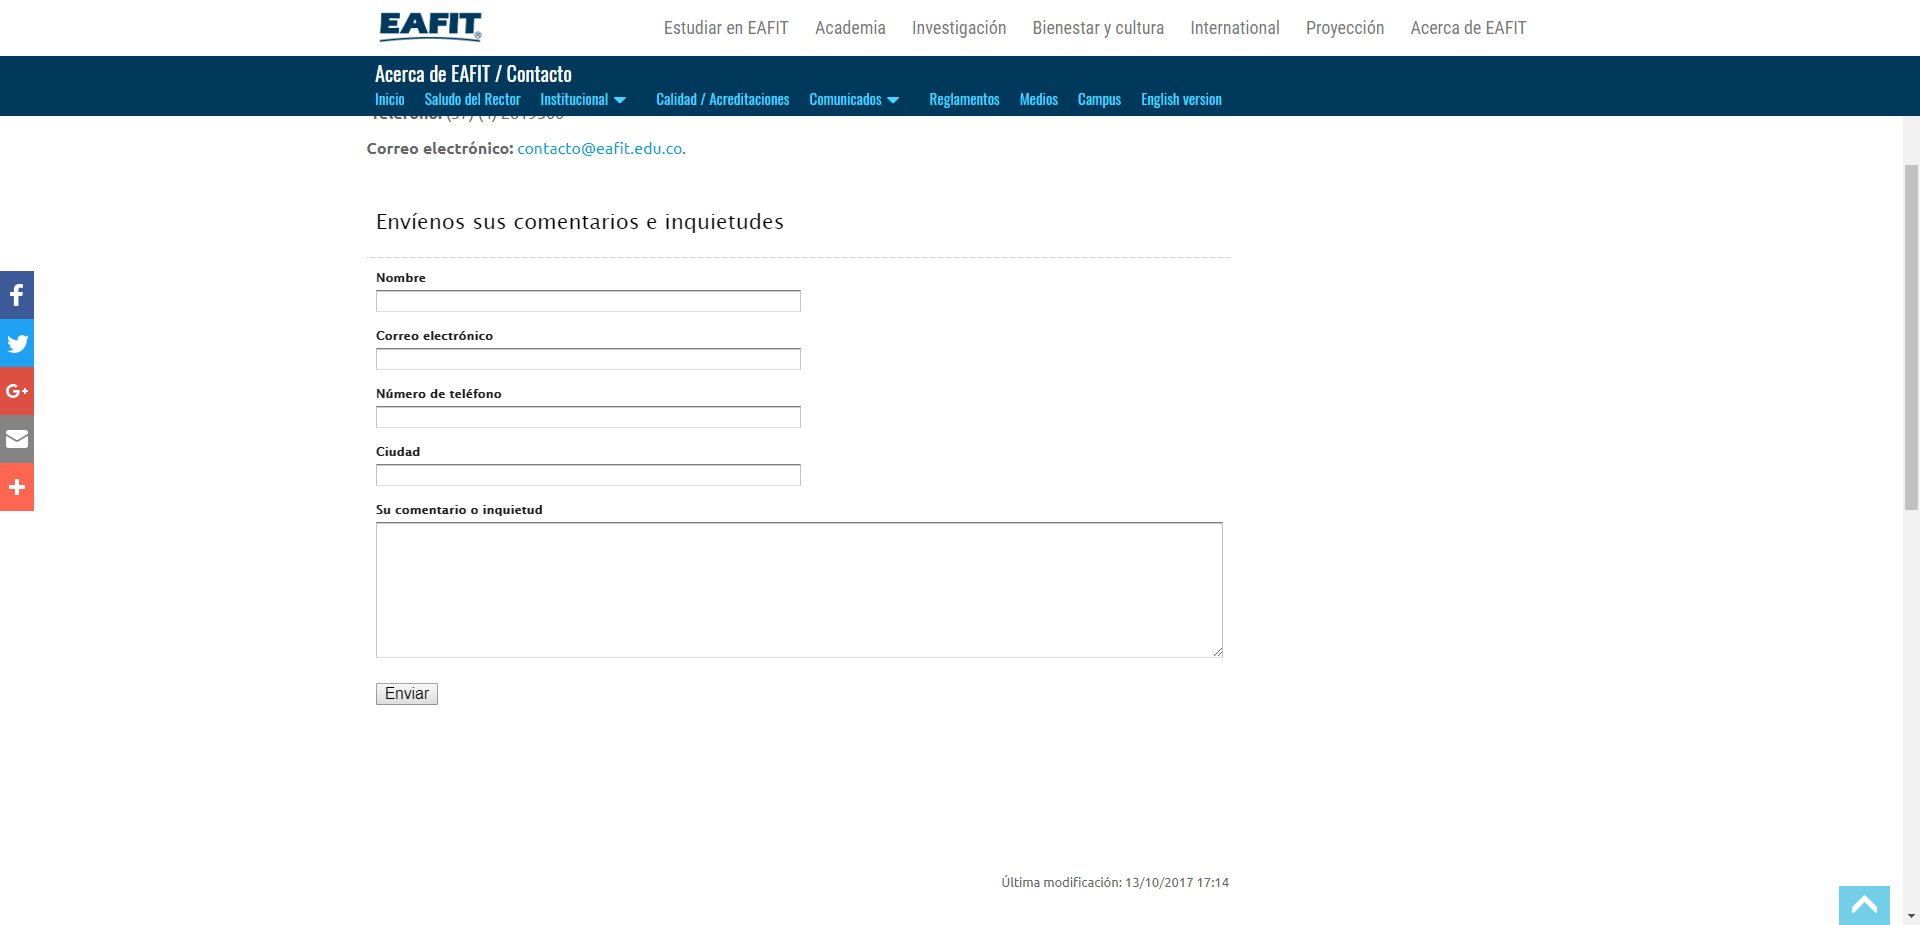 EAFIT®
Estudiar en EAFIT Academia Investigación Bienestar y cultura International Proyección Acerca de EAFIT
Acerca de EAFIT / Contacto
Inicio Saludo del Rector Institucional Calidad / Acreditaciones Comunicados Reglamentos Medios Campus English version
Correo electrónico: contacto@eafit.edu.co.
Envíenos sus comentarios e inquietudes
Nombre
Correo electrónico
Número de teléfono
Ciudad
Su comentario o inquietud
Enviar
Última modificación: 13/10/2017 17:14